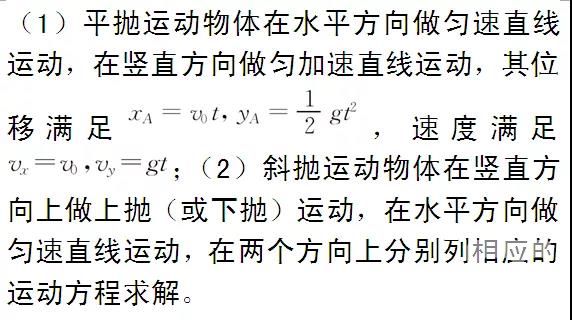 （1）平抛运动物体在水平方向做匀速直线
运动，在竖直方向做匀加速直线运动，其位
移满足 x_A = v_0 t, y_A = \frac{1}{2} gt^2 ，速度满足
v_x = v_0 , v_y = gt；（2）斜抛运动物体在竖直方
向上做上抛（或下抛）运动，在水平方向做
匀速直线运动，在两个方向上分别列相应的
运动方程求解。